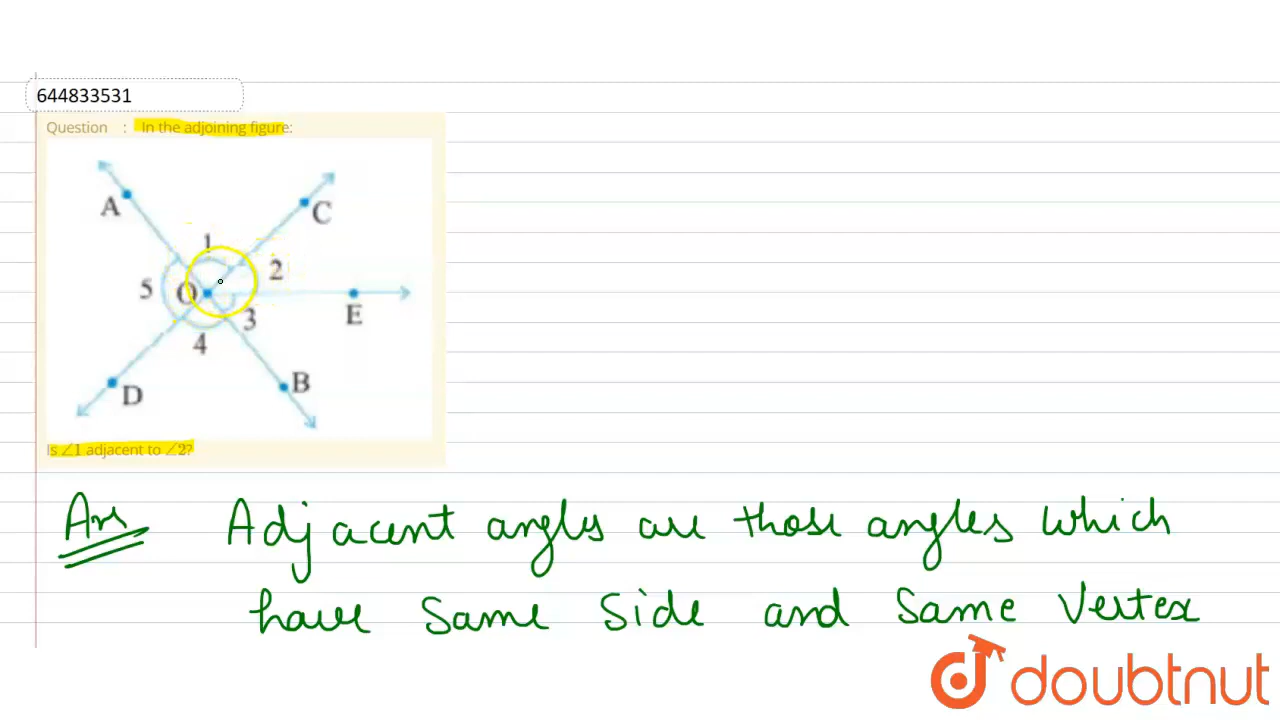 644833531
Question : In the adjoining figure:
A
C
1
2
5
O
E
3
4
B
D
Is ∠1 adjacent to ∠2?
Ans Adjacent angles are those angles which
have Same Side and Same Vertex
doubtnut